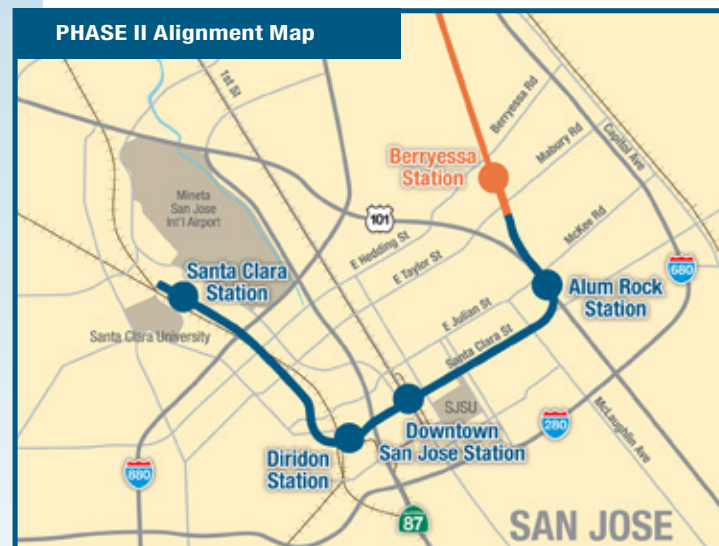 PHASE II Alignment Map
1st St
Berryessa Rd
Mabury Rd
Capitol Ave
Berryessa
Station
Mineta
San Jose
Int'l Airport
101
McKee Rd
E Hedding St
E Taylor St
680
Santa Clara
Station
Alum Rock
Station
E Julian St
Santa Clara University
Santa Clara St
SJSU
McLaughlin Ave
280
Downtown
San Jose Station
Diridon
Station
880
87
SAN JOSE